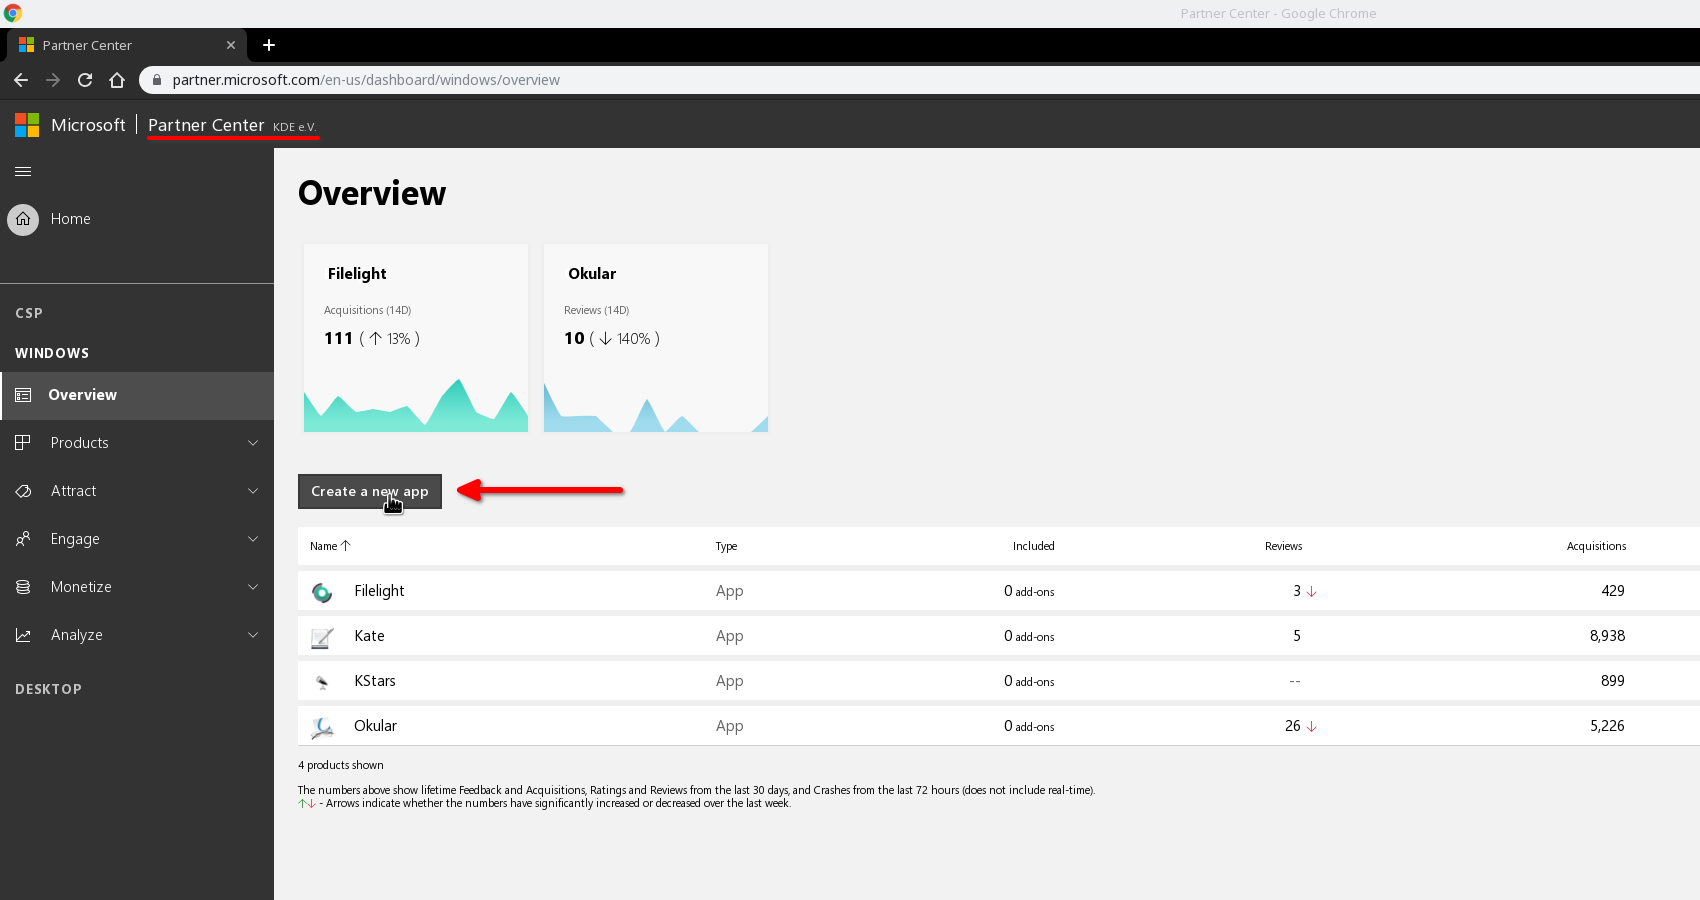 Partner Center - Google Chrome
Partner Center
partner.microsoft.com/en-us/dashboard/windows/overview
Microsoft | Partner Center KDE e.V.
Home
CSP
WINDOWS
Overview
Products
Attract
Engage
Monetize
Analyze
DESKTOP
Overview
Filelight
Acquisitions (14D)
111 ( ↑ 13% )
Okular
Reviews (14D)
10 ( ↓ 140% )
Create a new app
Name ↑ Type Included Reviews Acquisitions
Filelight App 0 add-ons 3 ↓ 429
Kate App 0 add-ons 5 8,938
KStars App 0 add-ons -- 899
Okular App 0 add-ons 26 ↓ 5,226
4 products shown
The numbers above show lifetime Feedback and Acquisitions, Ratings and Reviews from the last 30 days, and Crashes from the last 72 hours (does not include real-time).
↑↓ - Arrows indicate whether the numbers have significantly increased or decreased over the last week.